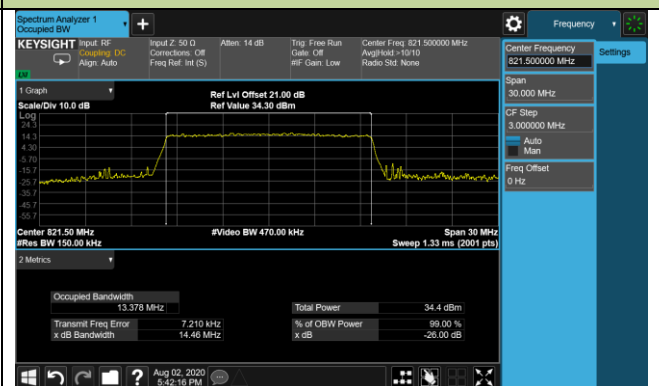 Spectrum Analyzer 1
Occupied BW
+
Frequency
KEYSIGHT
Input: RF
Coupling: DC
Align: Auto
Input Z: 50 Ω
Corrections: Off
Freq Ref: Int (S)
Atten: 14 dB
Trig: Free Run
Gate: Off
#IF Gain: Low
Center Freq: 821.500000 MHz
Avg|Hold:>10/10
Radio Std: None
Center Frequency
821.500000 MHz
Settings
Span
30.000 MHz
CF Step
3.000000 MHz
Auto
Man
Freq Offset
0 Hz
1 Graph
Scale/Div 10.0 dB
Ref Lvl Offset 21.00 dB
Ref Value 34.30 dBm
Log
24.3
14.3
4.30
-5.70
-15.7
-25.7
-35.7
-45.7
-55.7
Center 821.50 MHz
#Res BW 150.00 kHz
#Video BW 470.00 kHz
Span 30 MHz
Sweep 1.33 ms (2001 pts)
2 Metrics
Occupied Bandwidth
13.378 MHz
Total Power 34.4 dBm
Transmit Freq Error 7.210 kHz
% of OBW Power 99.00 %
x dB Bandwidth 14.46 MHz
x dB -26.00 dB
?
Aug 02, 2020
5:42:16 PM